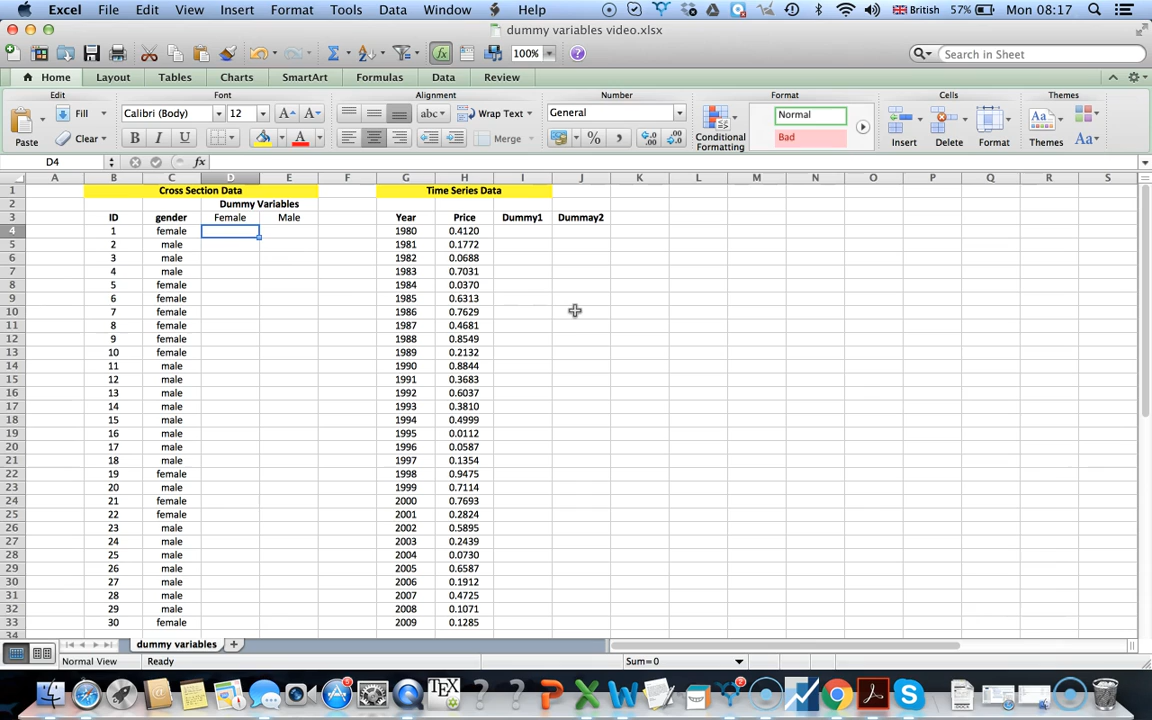 Excel File Edit View Insert Format Tools Data Window Help British 57% Mon 08:17
dummy variables video.xlsx
100% Search in Sheet
Home Layout Tables Charts SmartArt Formulas Data Review
Edit Font Alignment Number Format Cells Themes
Fill Calibri (Body) 12 A A abc Wrap Text General Normal
Paste Clear B I U A Merge % Conditional Formatting Bad Insert Delete Format Themes Aa
D4 fx
A B C D E F G H I J K L M N O P Q R S
1 Cross Section Data Time Series Data
2 Dummy Variables
3 ID gender Female Male Year Price Dummy1 Dummay2
4 1 female 1980 0.4120
5 2 male 1981 0.1772
6 3 male 1982 0.0688
7 4 male 1983 0.7031
8 5 female 1984 0.0370
9 6 female 1985 0.6313
10 7 female 1986 0.7629
11 8 female 1987 0.4681
12 9 female 1988 0.8549
13 10 female 1989 0.2132
14 11 male 1990 0.8844
15 12 male 1991 0.3683
16 13 male 1992 0.6037
17 14 male 1993 0.3810
18 15 male 1994 0.4999
19 16 male 1995 0.0112
20 17 male 1996 0.0587
21 18 male 1997 0.1354
22 19 female 1998 0.9475
23 20 male 1999 0.7114
24 21 female 2000 0.7693
25 22 female 2001 0.2824
26 23 male 2002 0.5895
27 24 male 2003 0.2439
28 25 male 2004 0.0730
29 26 male 2005 0.6587
30 27 male 2006 0.1912
31 28 male 2007 0.4725
32 29 male 2008 0.1071
33 30 female 2009 0.1285
34
dummy variables
Normal View Ready Sum=0
TEX